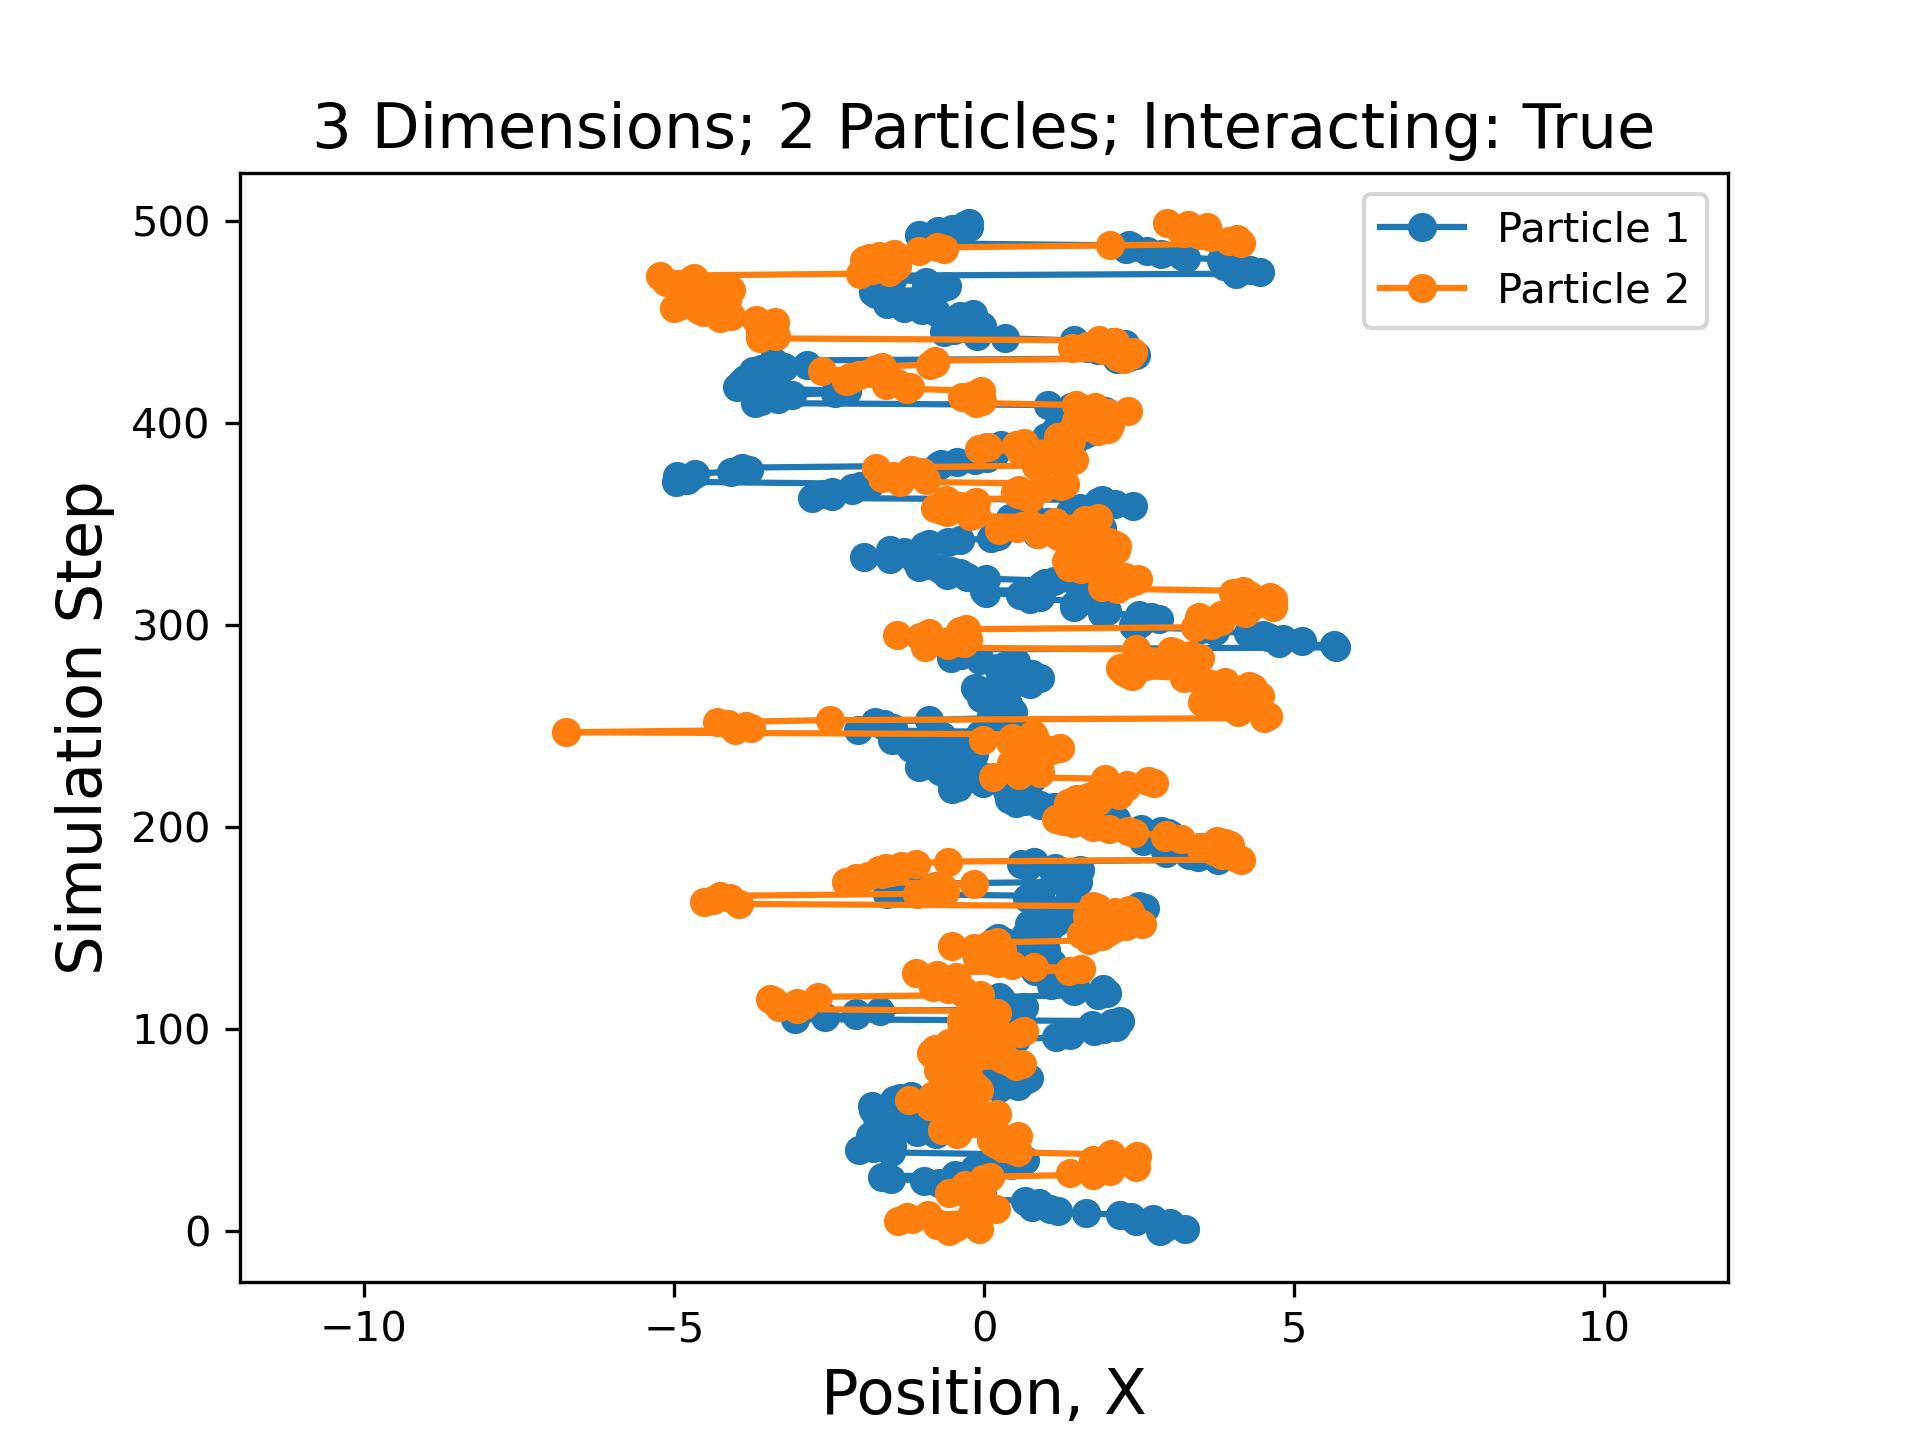 3 Dimensions; 2 Particles; Interacting: True
Particle 1
Particle 2
500
400
300
200
100
0
Simulation Step
−10
−5
0
5
10
Position, X